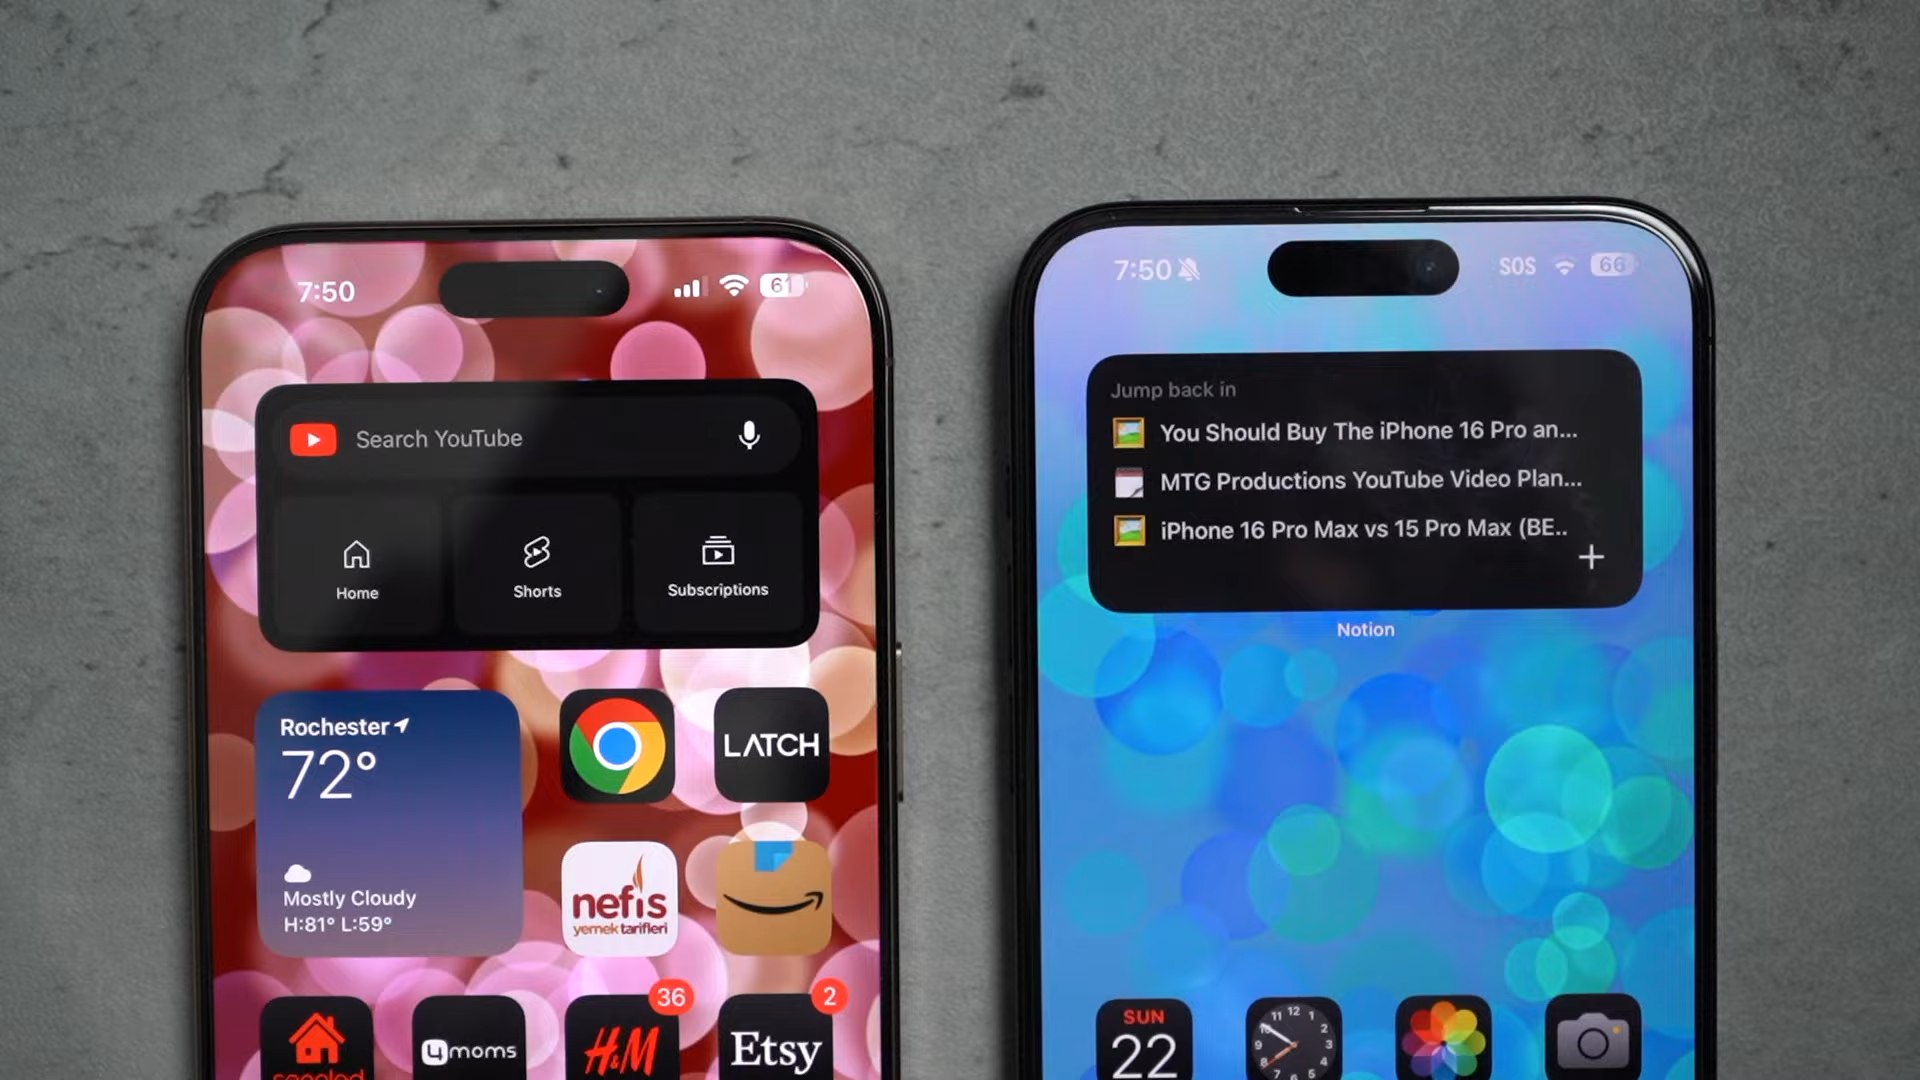 7:50
61
Search YouTube
Home
Shorts
Subscriptions
Rochester
72°
Mostly Cloudy
H:81° L:59°
LATCH
nefis
yemek tarifleri
36
2
4moms
H&M
Etsy
7:50
SOS
66
Jump back in
You Should Buy The iPhone 16 Pro an...
MTG Productions YouTube Video Plan...
iPhone 16 Pro Max vs 15 Pro Max (BE..
Notion
SUN
22